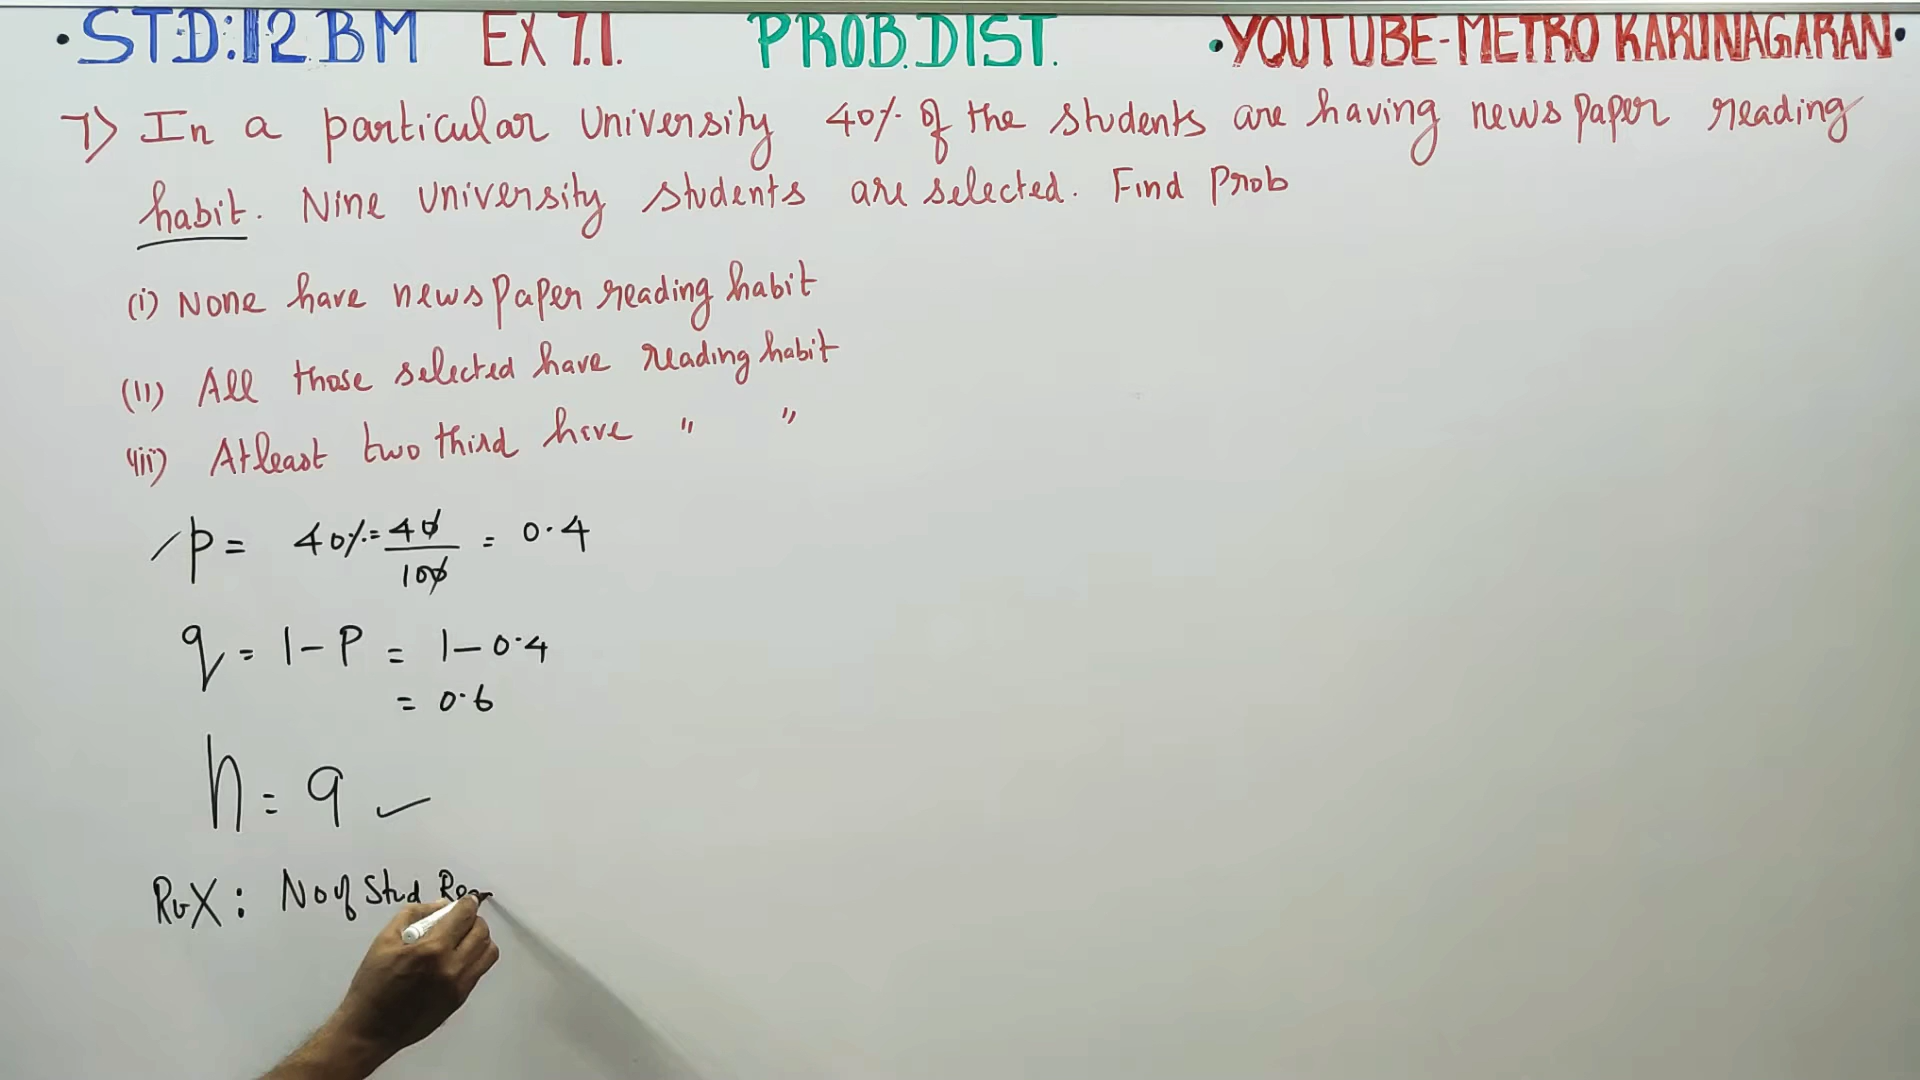 •STD:12.BM EX 7.1. PROB.DIST. •YOUTUBE-METRO KARUNAGARAN•
7) In a particular university 40% of the students are having news paper reading
habit. Nine university students are selected. Find Prob
(i) None have news paper reading habit
(ii) All those selected have reading habit
(iii) Atleast two third have " "
p = 40% = 40/100 = 0.4
q = 1-P = 1-0.4
= 0.6
n = 9 ✓
RvX : No of Stud